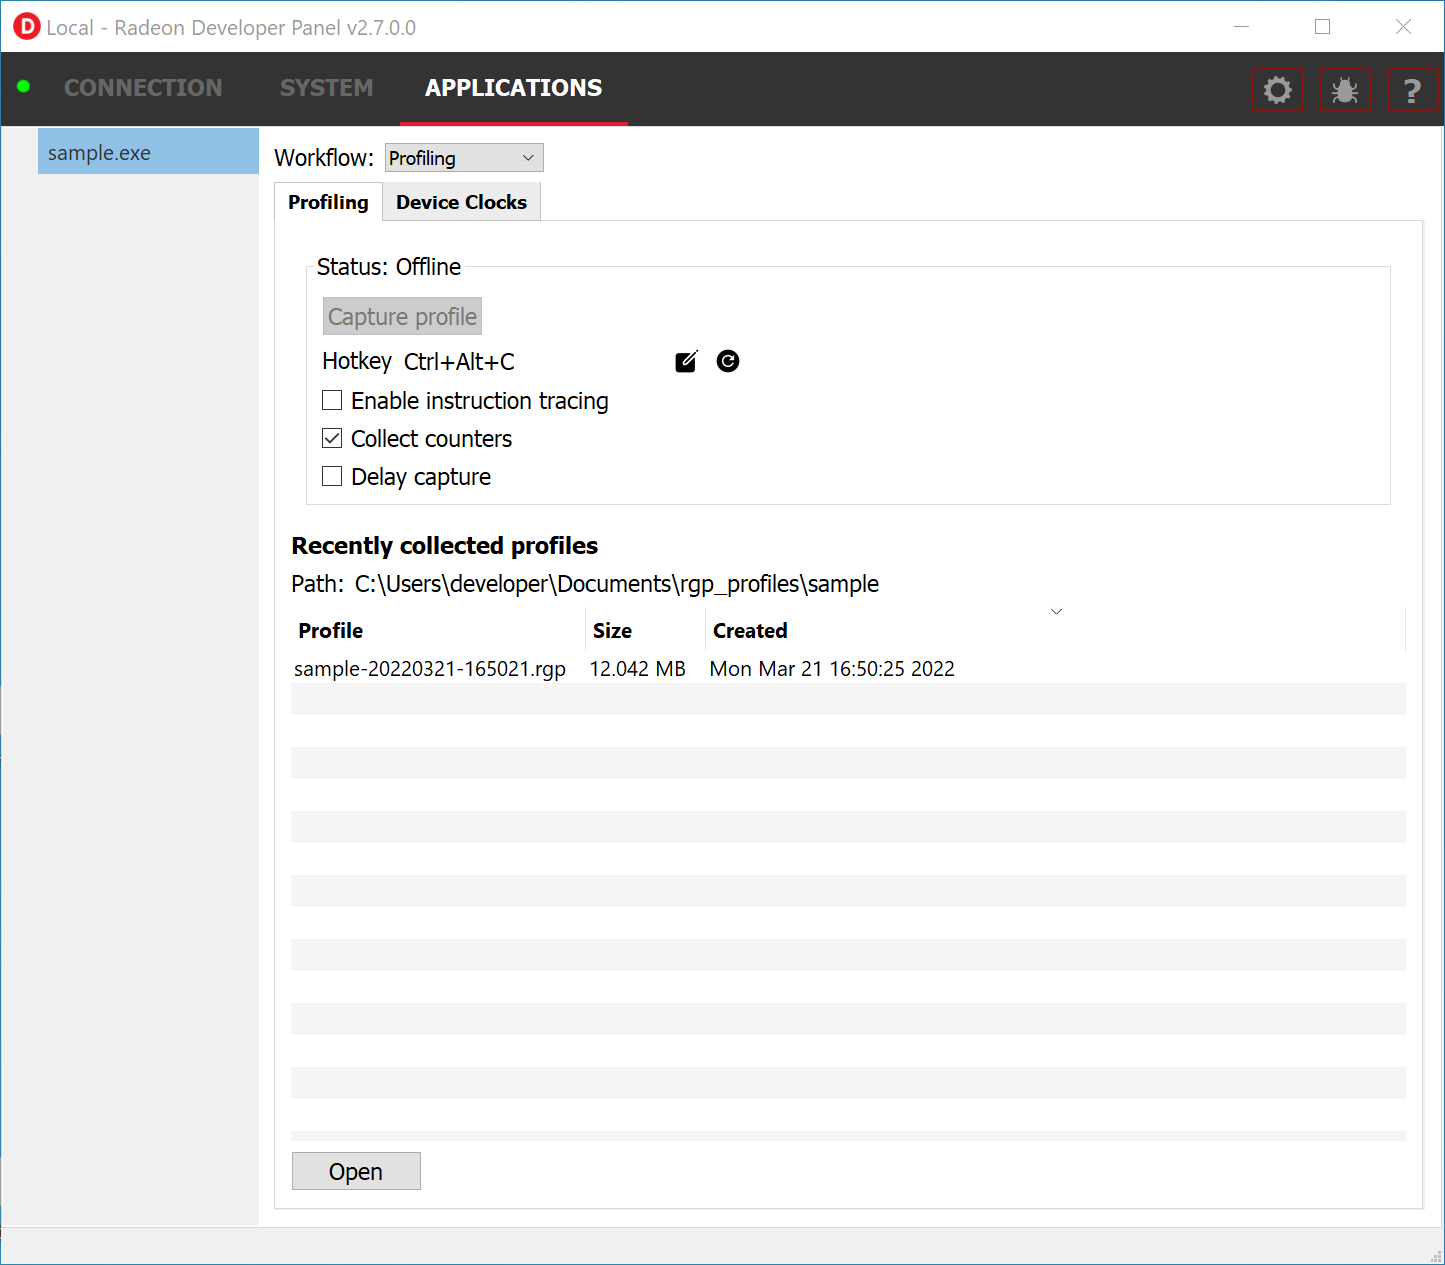 D Local - Radeon Developer Panel v2.7.0.0
CONNECTION SYSTEM APPLICATIONS ?
sample.exe
Workflow: Profiling
Profiling Device Clocks
Status: Offline
Capture profile
Hotkey Ctrl+Alt+C
Enable instruction tracing
Collect counters
Delay capture
Recently collected profiles
Path: C:\Users\developer\Documents\rgp_profiles\sample
Profile Size Created
sample-20220321-165021.rgp 12.042 MB Mon Mar 21 16:50:25 2022
Open